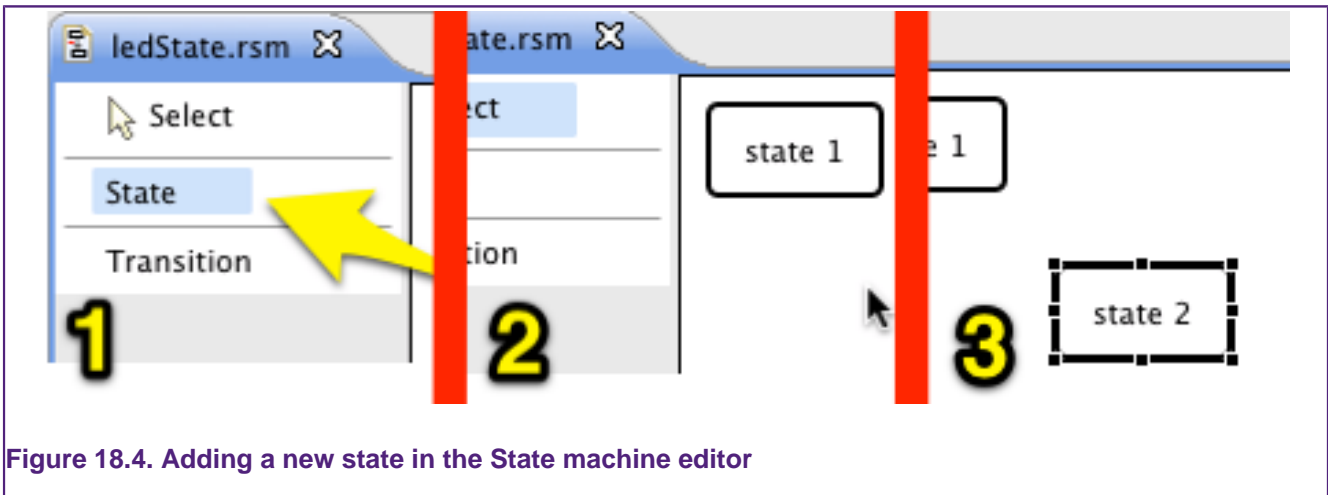 ledState.rsm
Select
State
Transition
1
ate.rsm
ect
tion
2
state 1
e 1
state 2
3
Figure 18.4. Adding a new state in the State machine editor